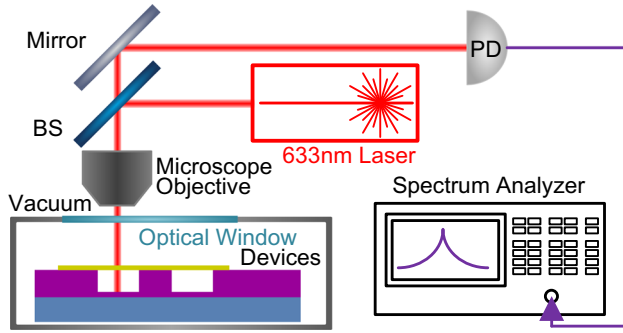 Mirror
PD
BS
633nm Laser
Microscope
Objective
Vacuum
Spectrum Analyzer
Optical Window
Devices